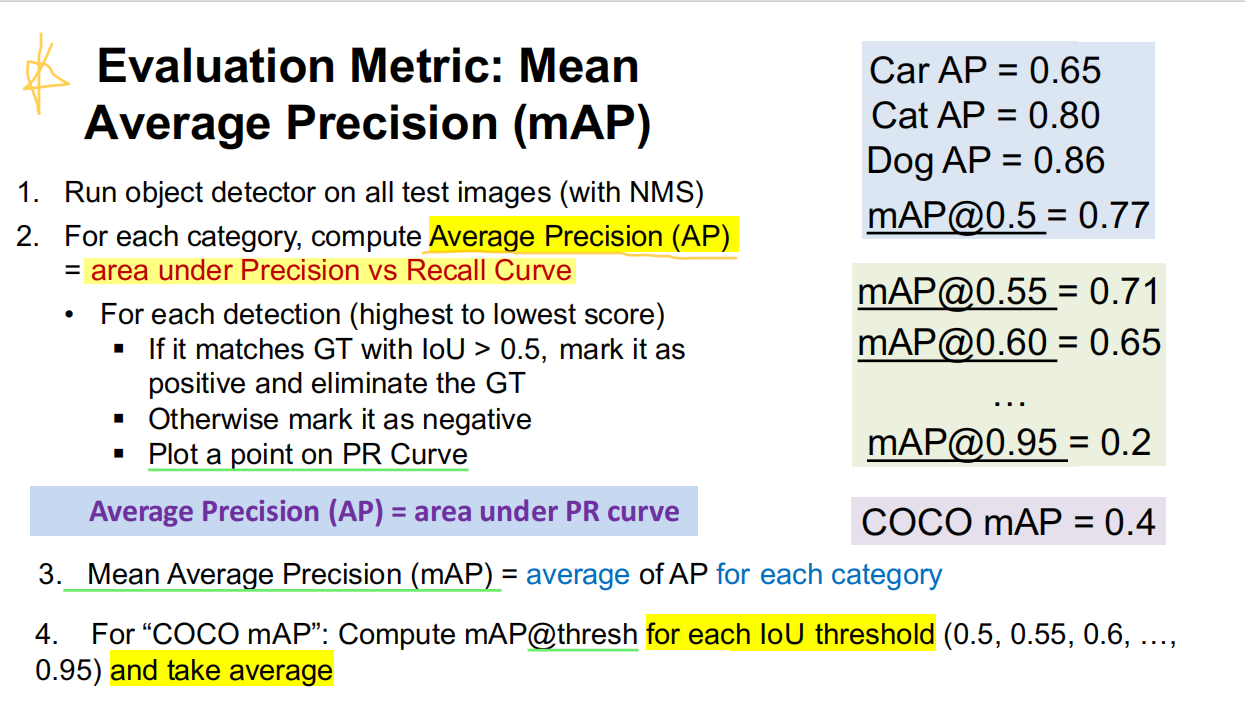 Evaluation Metric: Mean
Average Precision (mAP)
1. Run object detector on all test images (with NMS)
2. For each category, compute Average Precision (AP)
= area under Precision vs Recall Curve
• For each detection (highest to lowest score)
▪ If it matches GT with IoU > 0.5, mark it as
positive and eliminate the GT
▪ Otherwise mark it as negative
▪ Plot a point on PR Curve
Average Precision (AP) = area under PR curve
3. Mean Average Precision (mAP) = average of AP for each category
4. For “COCO mAP”: Compute mAP@thresh for each IoU threshold (0.5, 0.55, 0.6, …,
0.95) and take average
Car AP = 0.65
Cat AP = 0.80
Dog AP = 0.86
mAP@0.5 = 0.77
mAP@0.55 = 0.71
mAP@0.60 = 0.65
…
mAP@0.95 = 0.2
COCO mAP = 0.4